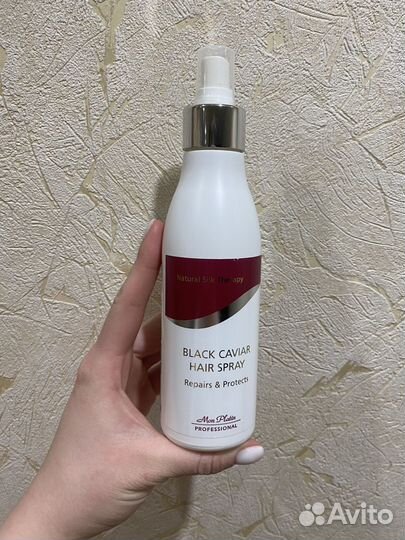 Natural Silk Therapy
BLACK CAVIAR
HAIR SPRAY
Repairs & Protects
Mon Platin
PROFESSIONAL
Avito